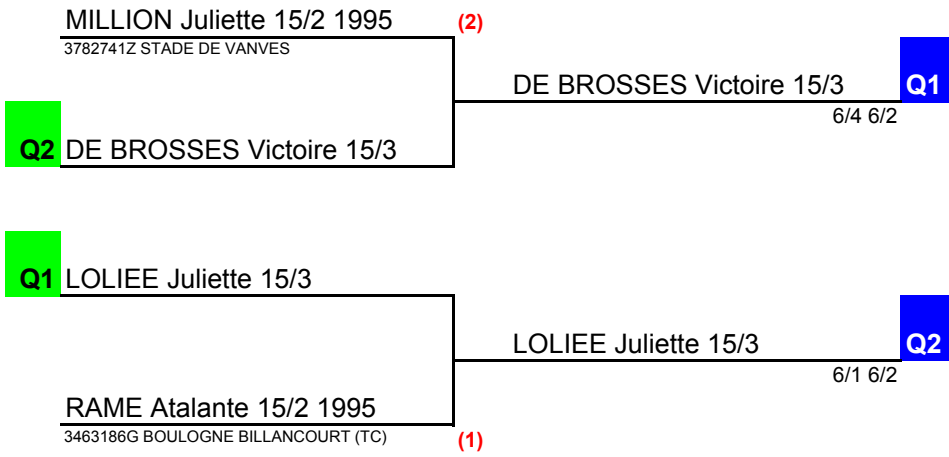 MILLION Juliette 15/2 1995 (2)
3782741Z STADE DE VANVES
DE BROSSES Victoire 15/3 Q1
6/4 6/2
Q2 DE BROSSES Victoire 15/3
Q1 LOLIEE Juliette 15/3
LOLIEE Juliette 15/3 Q2
6/1 6/2
RAME Atalante 15/2 1995
3463186G BOULOGNE BILLANCOURT (TC) (1)